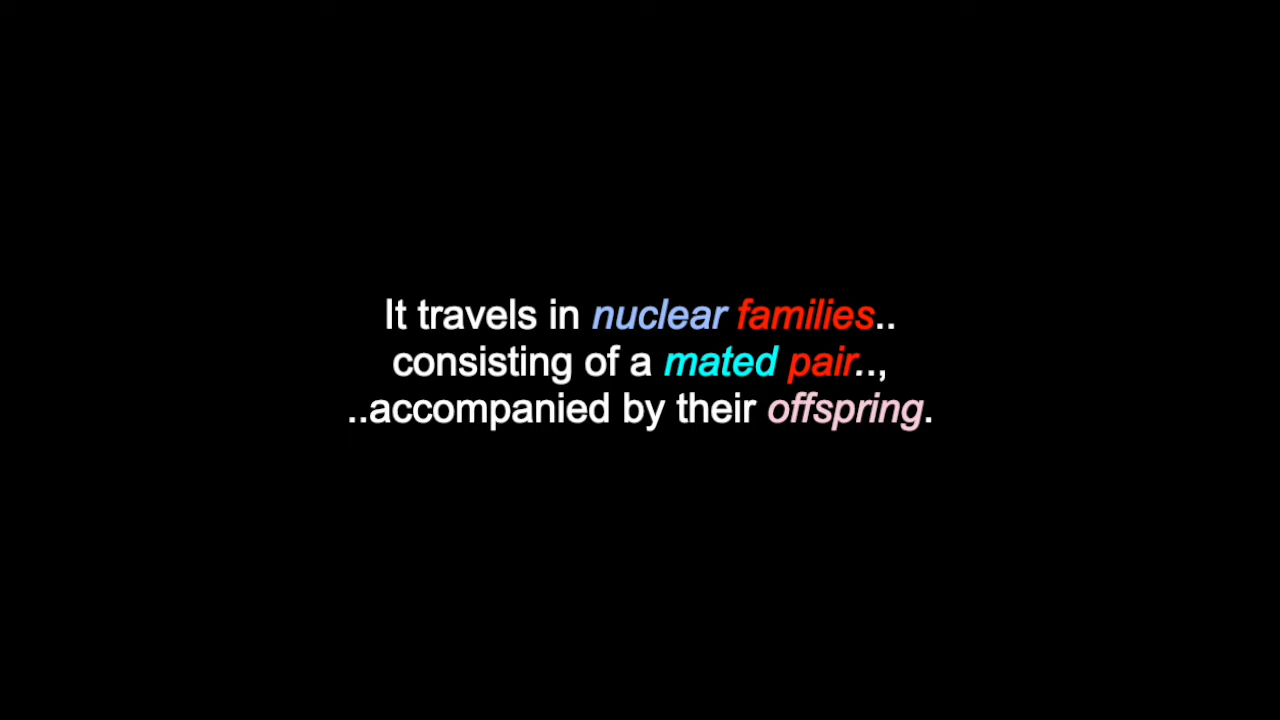 It travels in nuclear families..
consisting of a mated pair..,
..accompanied by their offspring.